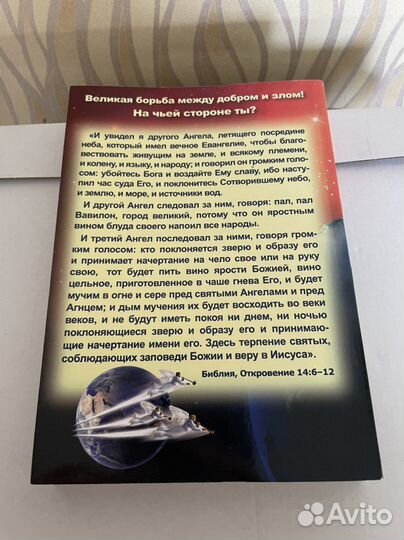 Великая борьба между добром и злом!
На чьей стороне ты?
«И увидел я другого Ангела, летящего посредине
неба, который имел вечное Евангелие, чтобы благо-
вествовать живущим на земле, и всякому племени,
и колену, и языку, и народу; и говорил он громким голо-
сом: убойтесь Бога и воздайте Ему славу, ибо насту-
пил час суда Его, и поклонитесь Сотворившему небо,
и землю, и море, и источники вод.
И другой Ангел следовал за ним, говоря: пал, пал
Вавилон, город великий, потому что он яростным
вином блуда своего напоил все народы.
И третий Ангел последовал за ними, говоря гром-
ким голосом: кто поклоняется зверю и образу его
и принимает начертание на чело свое или на руку
свою, тот будет пить вино ярости Божией, вино
цельное, приготовленное в чаше гнева Его, и будет
мучим в огне и сере пред святыми Ангелами и пред
Агнцем; и дым мучения их будет восходить во веки
веков, и не будут иметь покоя ни днем, ни ночью
поклоняющиеся зверю и образу его и принимаю-
щие начертание имени его. Здесь терпение святых,
соблюдающих заповеди Божии и веру в Иисуса».
Библия, Откровение 14:6–12
Avito